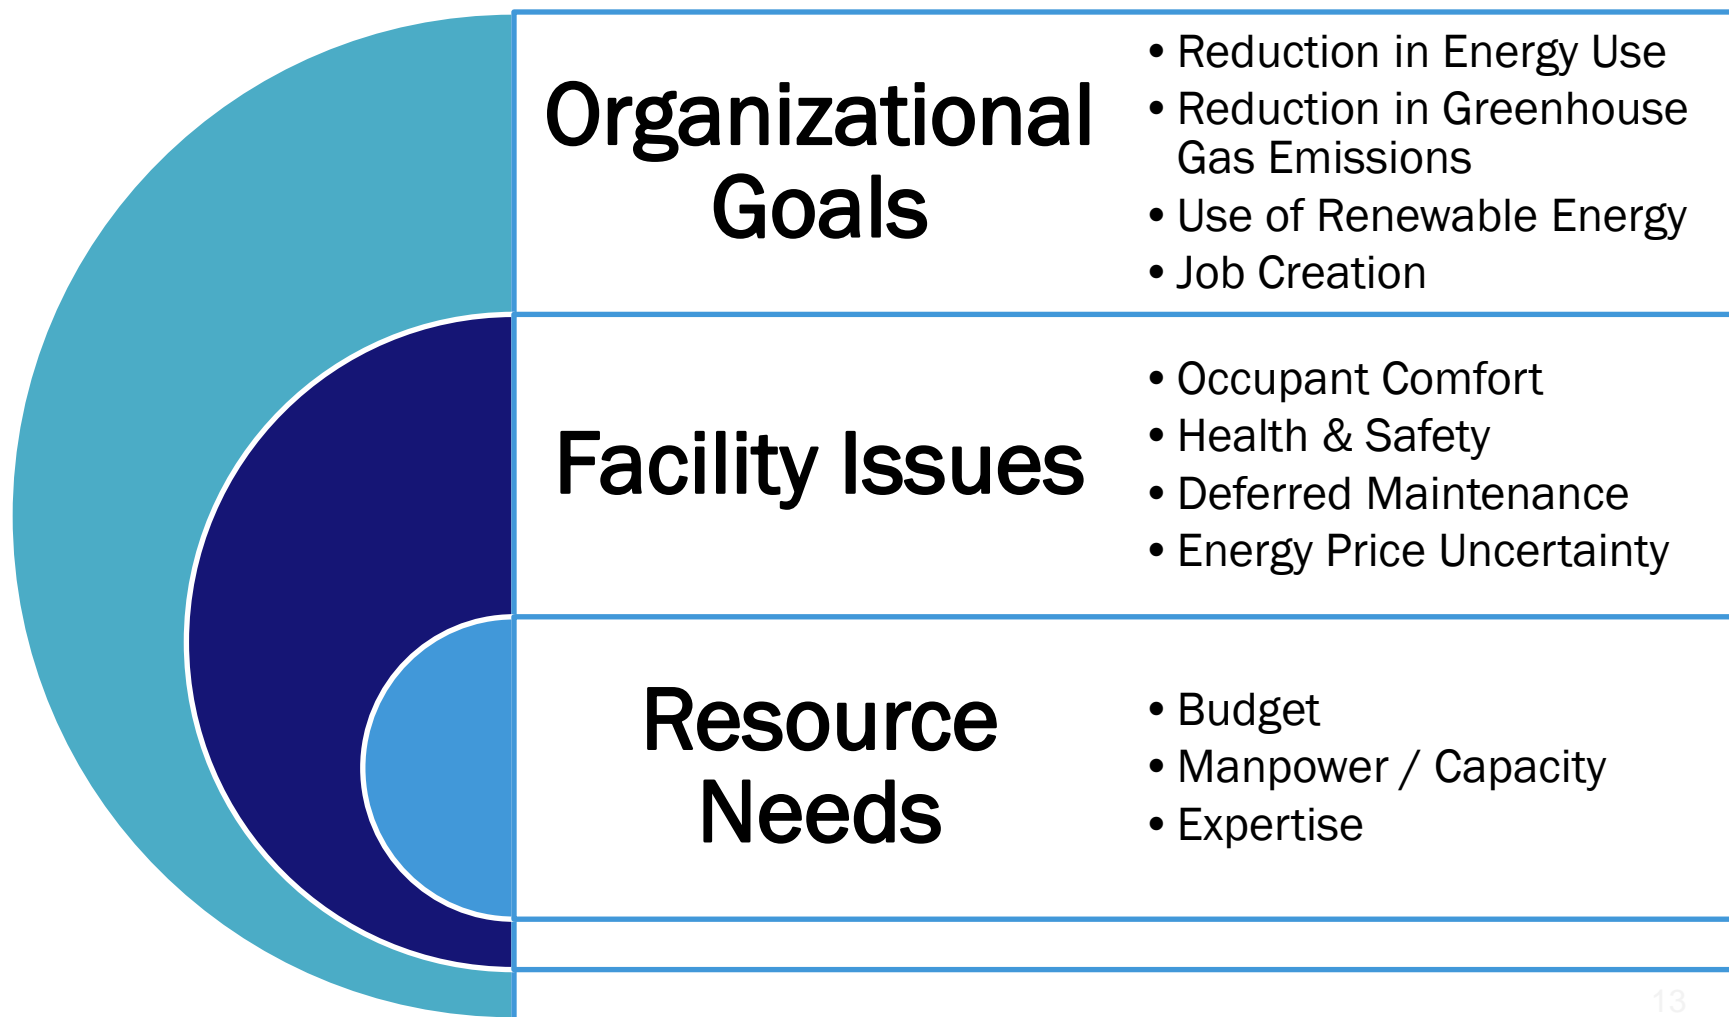 Organizational
Goals
• Reduction in Energy Use
• Reduction in Greenhouse
Gas Emissions
• Use of Renewable Energy
• Job Creation
Facility Issues
• Occupant Comfort
• Health & Safety
• Deferred Maintenance
• Energy Price Uncertainty
Resource
Needs
• Budget
• Manpower / Capacity
• Expertise
13